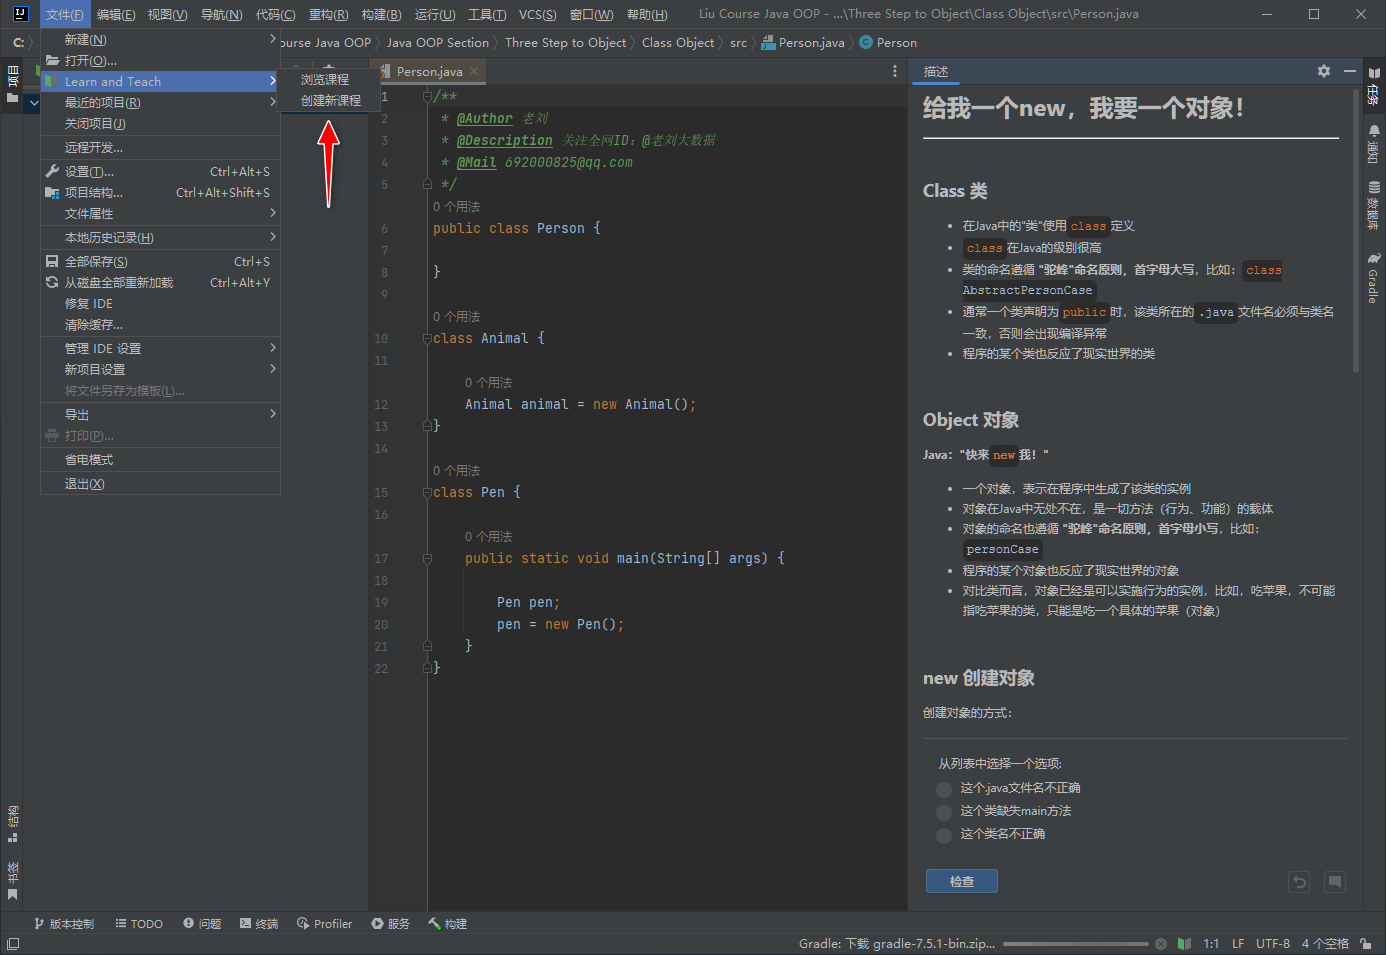 文件(F) 编辑(E) 视图(V) 导航(N) 代码(C) 重构(R) 构建(B) 运行(U) 工具(T) VCS(S) 窗口(W) 帮助(H) Liu Course Java OOP - ...\Three Step to Object\Class Object\src\Person.java
C: ourse Java OOP Java OOP Section Three Step to Object Class Object src Person.java Person
新建(N)
打开(O)...
Learn and Teach
最近的项目(R)
关闭项目(J)
远程开发...
设置(T)... Ctrl+Alt+S
项目结构... Ctrl+Alt+Shift+S
文件属性
本地历史记录(H)
全部保存(S) Ctrl+S
从磁盘全部重新加载 Ctrl+Alt+Y
修复 IDE
清除缓存...
管理 IDE 设置
新项目设置
将文件另存为模板(L)...
导出
打印(P)...
省电模式
退出(X)
浏览课程
创建新课程
项目
结构
书签
Person.java
1 /**
2 * @Author 老刘
3 * @Description 关注全网ID：@老刘大数据
4 * @Mail 692000825@qq.com
5 */
0 个用法
6 public class Person {
7
8 }
9
0 个用法
10 class Animal {
11
0 个用法
12 Animal animal = new Animal();
13 }
14
0 个用法
15 class Pen {
16
0 个用法
17 public static void main(String[] args) {
18
19 Pen pen;
20 pen = new Pen();
21 }
22 }
描述
给我一个new，我要一个对象！
Class 类
在Java中的"类"使用 class 定义
class 在Java的级别很高
类的命名遵循 "驼峰"命名原则，首字母大写，比如： class
AbstractPersonCase
通常一个类声明为 public 时，该类所在的 .java 文件名必须与类名
一致，否则会出现编译异常
程序的某个类也反应了现实世界的类
Object 对象
Java："快来 new 我！"
一个对象，表示在程序中生成了该类的实例
对象在Java中无处不在，是一切方法（行为、功能）的载体
对象的命名也遵循 "驼峰"命名原则，首字母小写，比如：
personCase
程序的某个对象也反应了现实世界的对象
对比类而言，对象已经是可以实施行为的实例，比如，吃苹果，不可能
指吃苹果的类，只能是吃一个具体的苹果（对象）
new 创建对象
创建对象的方式：
从列表中选择一个选项:
这个.java文件名不正确
这个类缺失main方法
这个类名不正确
检查
任务
通知
数据库
Gradle
版本控制 TODO 问题 终端 Profiler 服务 构建
Gradle: 下载 gradle-7.5.1-bin.zip... 1:1 LF UTF-8 4 个空格